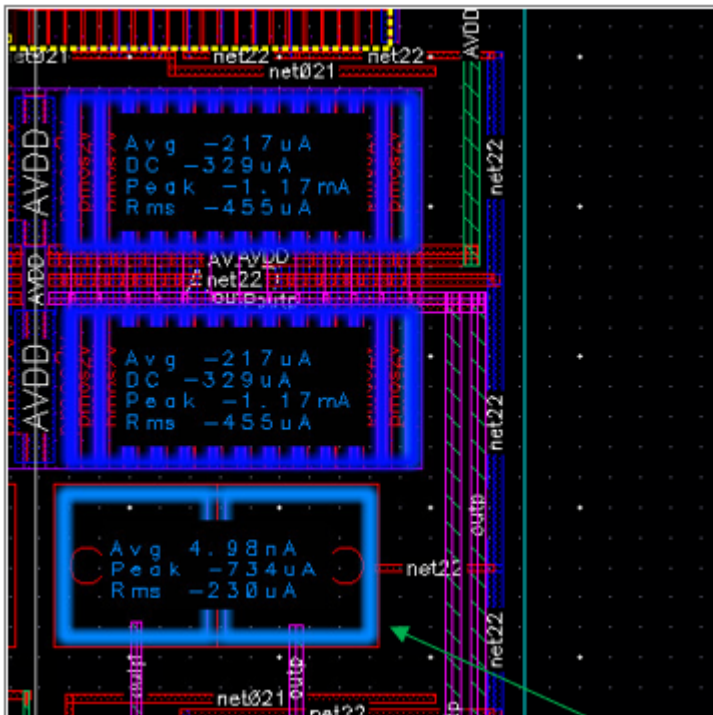 AVDD
net22
net22
net021
AVDD
Avg -217uA
DC -329uA
Peak -1.17mA
Rms -455uA
net22
AVDD
AVDD
net22
AVDD
Avg -217uA
DC -329uA
Peak -1.17mA
Rms -455uA
net22
outp
Avg 4.98nA
Peak -734uA
Rms -230uA
net22
net22
outp
net021
net22